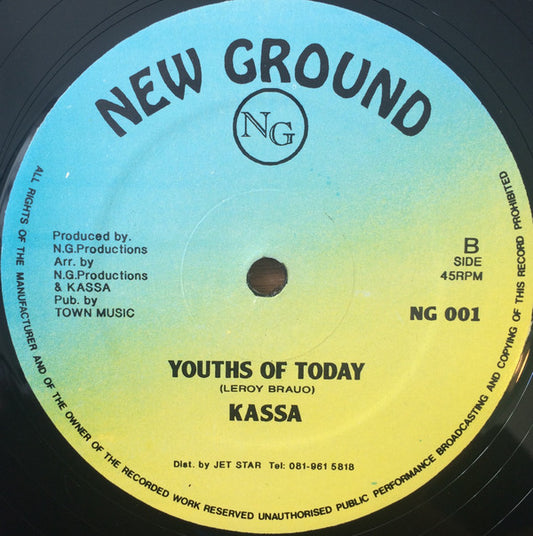 NEW GROUND
NG
Produced by.
N.G.Productions
Arr. by
N.G.Productions
& KASSA
Pub. by
TOWN MUSIC
B
SIDE
45RPM
NG 001
YOUTHS OF TODAY
(LEROY BRAUO)
KASSA
Dist. by JET STAR Tel: 081-961 5818
ALL RIGHTS OF THE MANUFACTURER AND OF THE OWNER OF THE RECORDED WORK RESERVED UNAUTHORISED PUBLIC PERFORMANCE BROADCASTING AND COPYING OF THIS RECORD PROHIBITED